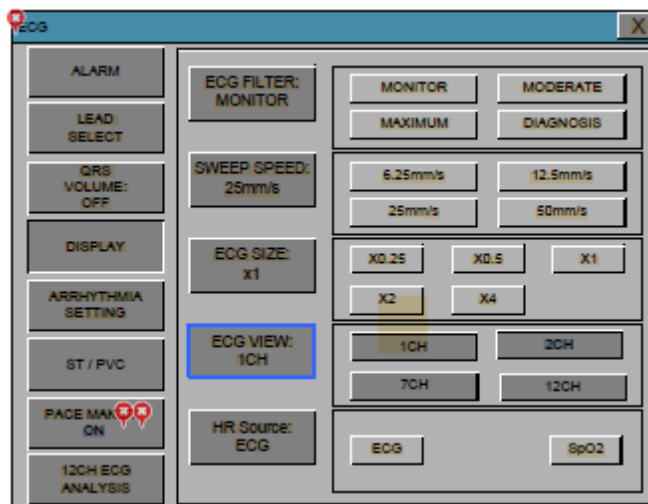 ECG
X
ALARM
LEAD
SELECT
QRS
VOLUME:
OFF
DISPLAY
ARRHYTHMIA
SETTING
ST / PVC
PACE
ON
12CH ECG
ANALYSIS
ECG FILTER:
MONITOR
MONITOR
MODERATE
MAXIMUM
DIAGNOSIS
SWEEP SPEED:
25mm/s
6.25mm/s
12.5mm/s
25mm/s
50mm/s
ECG SIZE:
x1
X0.25
X0.5
X1
X2
X4
ECG VIEW:
1CH
1CH
2CH
7CH
12CH
HR Source:
ECG
ECG
SpO2